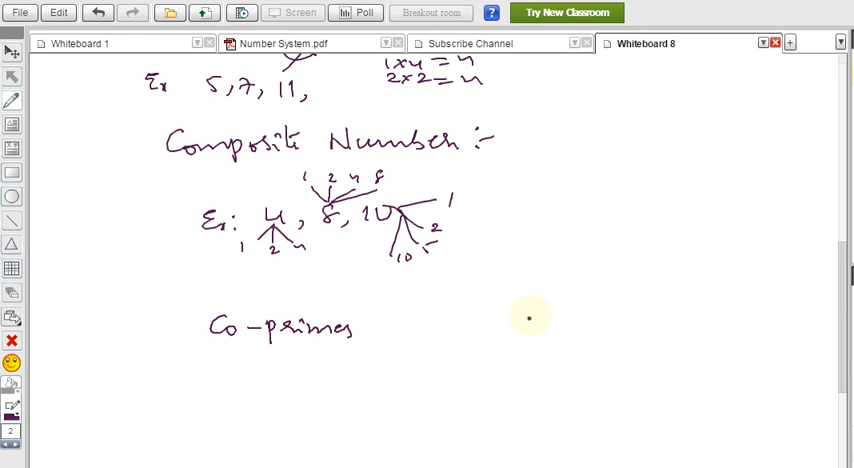 File Edit Screen Poll Breakout room ? Try New Classroom
Whiteboard 1 Number System.pdf Subscribe Channel Whiteboard 8 +
1x4 = 4
Ex 5, 7, 11, 2x2 = 4
Composite Number :-
1 2 4 8
Ex: 4, 8, 10 1
1 2 4 2
10 5
Co-primes
2